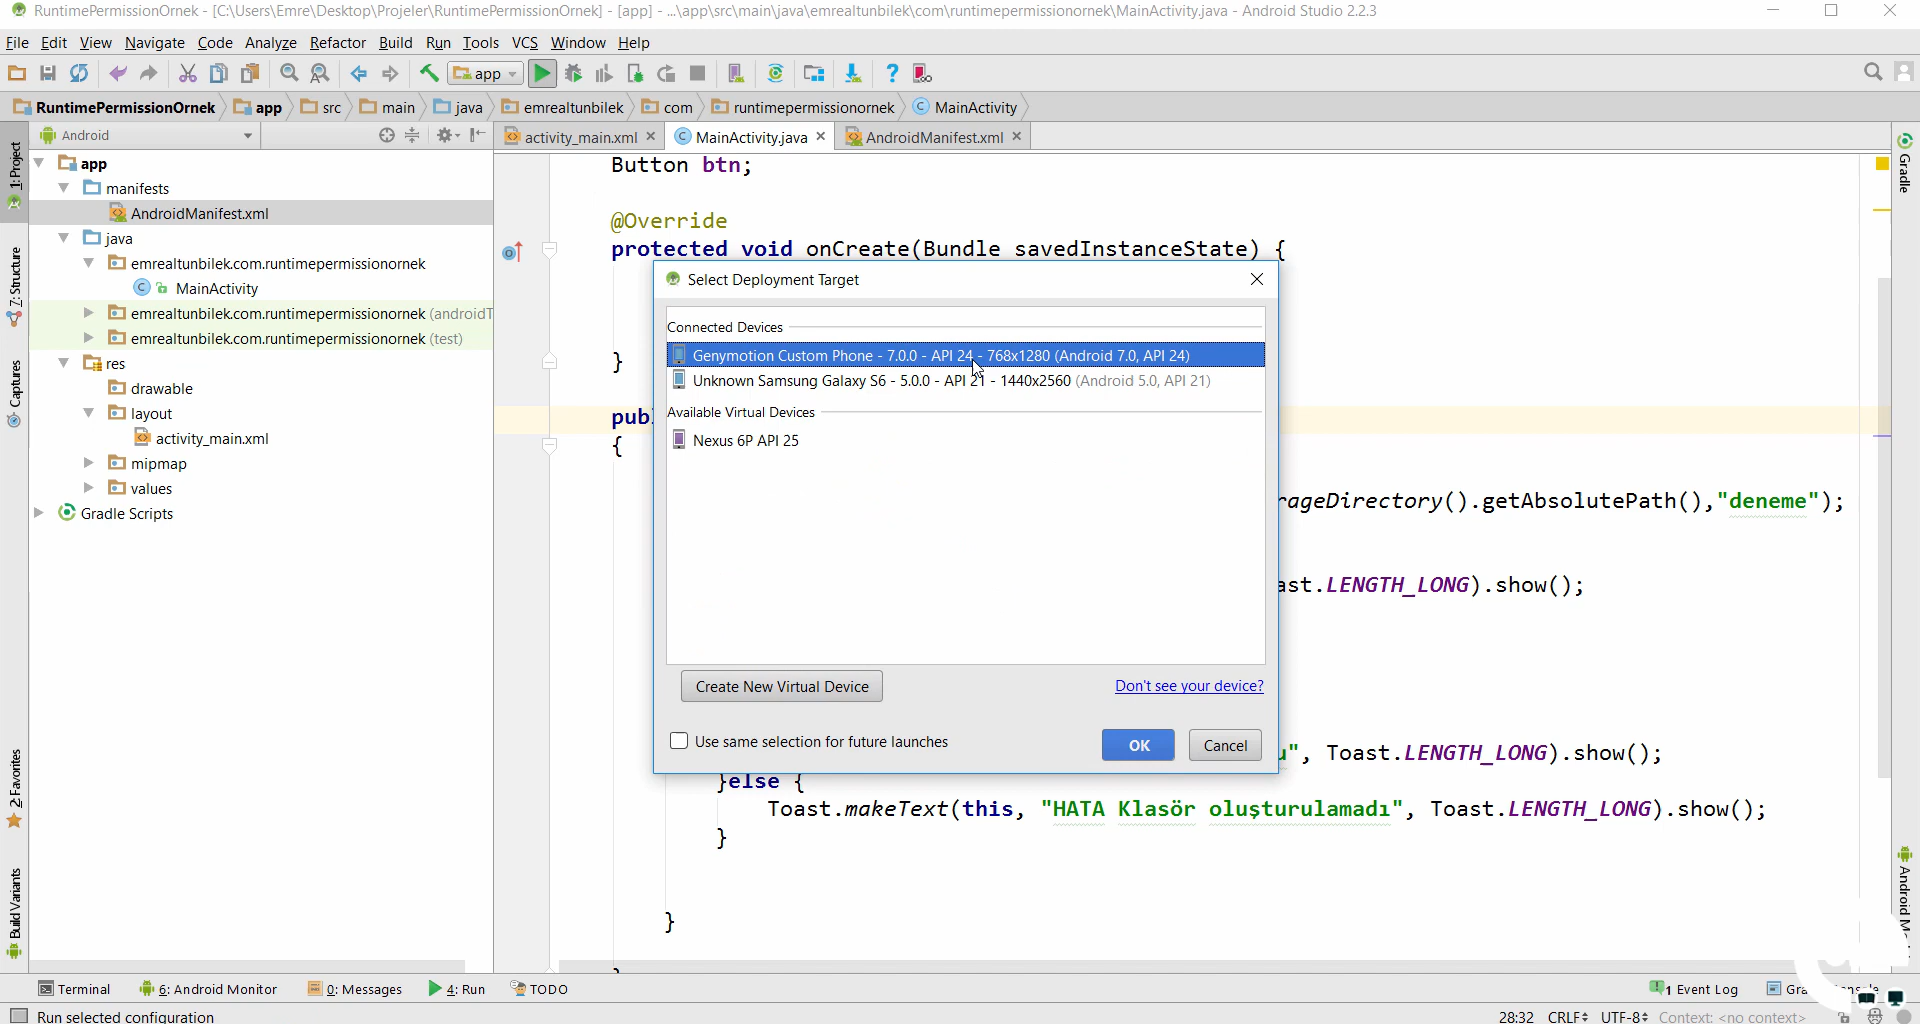 RuntimePermissionOrnek - [C:\Users\Emre\Desktop\Projeler\RuntimePermissionOrnek] - [app] - ...\app\src\main\java\emrealtunbilek\com\runtimepermissionornek\MainActivity.java - Android Studio 2.2.3
File Edit View Navigate Code Analyze Refactor Build Run Tools VCS Window Help
app
RuntimePermissionOrnek app src main java emrealtunbilek com runtimepermissionornek MainActivity
Android
activity_main.xml MainActivity.java AndroidManifest.xml
1: Project
7: Structure
Captures
2: Favorites
Build Variants
app
manifests
AndroidManifest.xml
java
emrealtunbilek.com.runtimepermissionornek
MainActivity
emrealtunbilek.com.runtimepermissionornek (androidT
emrealtunbilek.com.runtimepermissionornek (test)
res
drawable
layout
activity_main.xml
mipmap
values
Gradle Scripts
Button btn;
@Override
protected void onCreate(Bundle savedInstanceState) {
}
publ
{
rageDirectory().getAbsolutePath(),"deneme");
ast.LENGTH_LONG).show();
u", Toast.LENGTH_LONG).show();
}else {
Toast.makeText(this, "HATA Klasör oluşturulamadı", Toast.LENGTH_LONG).show();
}
}
Select Deployment Target
Connected Devices
Genymotion Custom Phone - 7.0.0 - API 24 - 768x1280 (Android 7.0, API 24)
Unknown Samsung Galaxy S6 - 5.0.0 - API 21 - 1440x2560 (Android 5.0, API 21)
Available Virtual Devices
Nexus 6P API 25
Create New Virtual Device
Don't see your device?
Use same selection for future launches
OK
Cancel
Gradle
Android M
Terminal 6: Android Monitor 0: Messages 4: Run TODO
1 Event Log
Run selected configuration
28:32 CRLF UTF-8 Context: <no context>